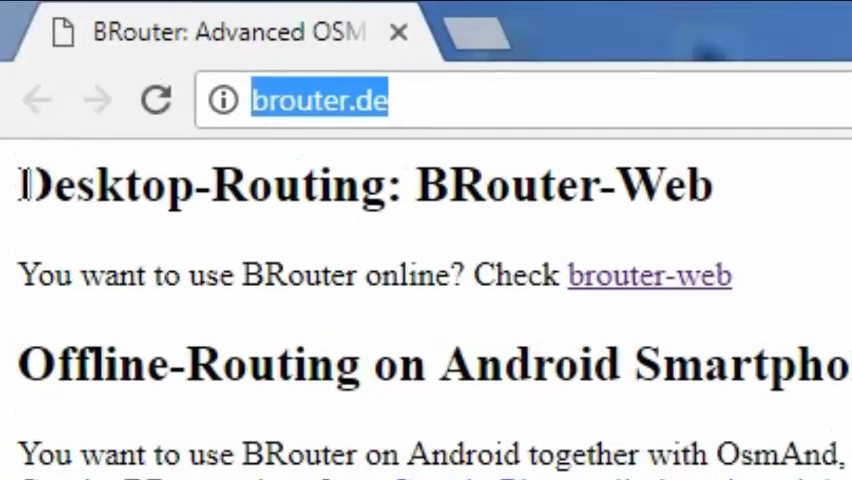 BRouter: Advanced OSM
brouter.de
Desktop-Routing: BRouter-Web
You want to use BRouter online? Check brouter-web
Offline-Routing on Android Smartpho
You want to use BRouter on Android together with OsmAnd,